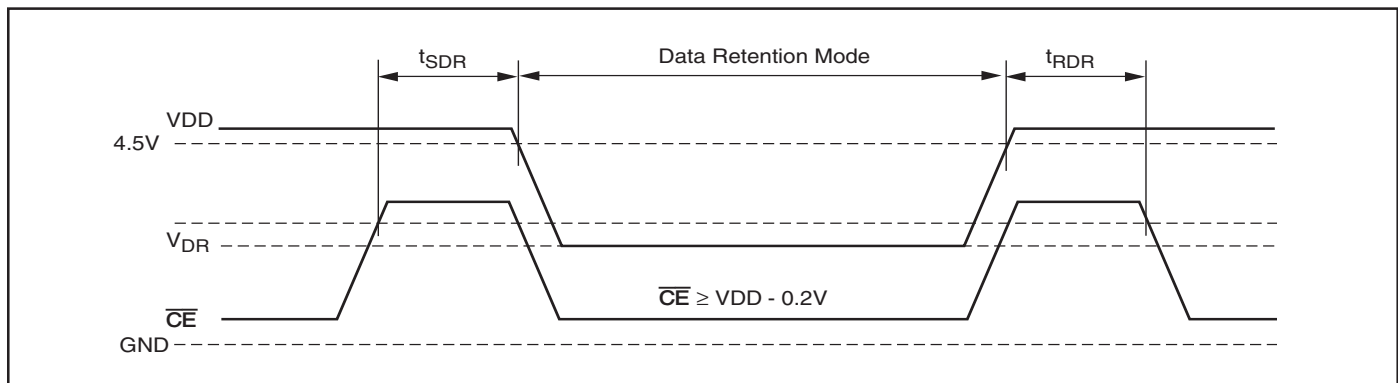 tSDR Data Retention Mode tRDR
VDD
4.5V
VDR
CE ≥ VDD - 0.2V
CE
GND